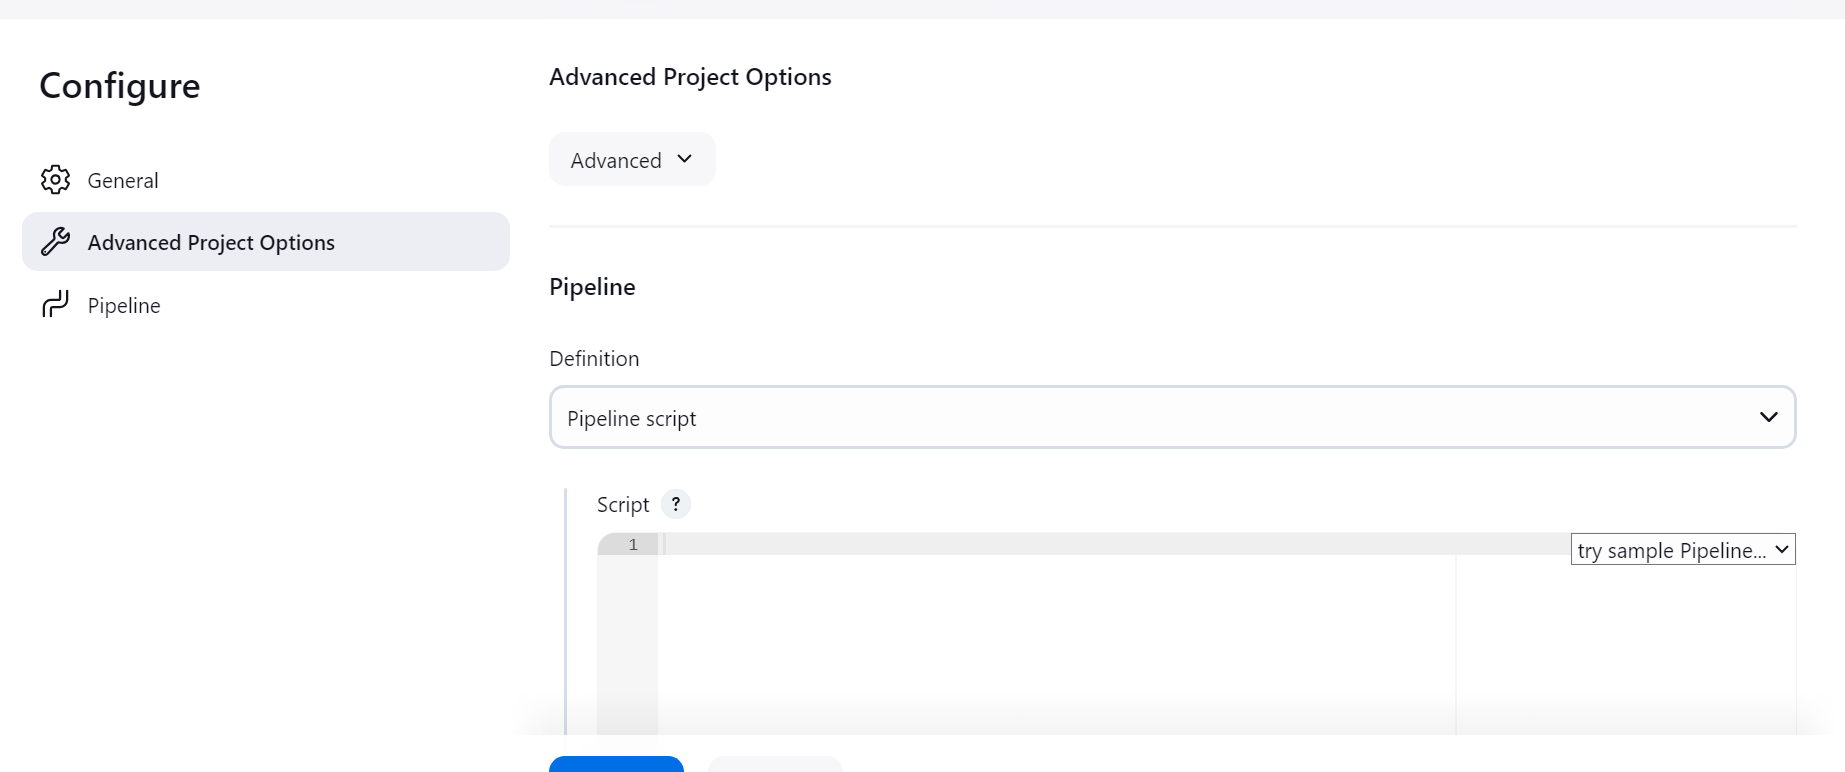 Configure
General
Advanced Project Options
Pipeline
Advanced Project Options
Advanced
Pipeline
Definition
Pipeline script
Script ?
1
try sample Pipeline...